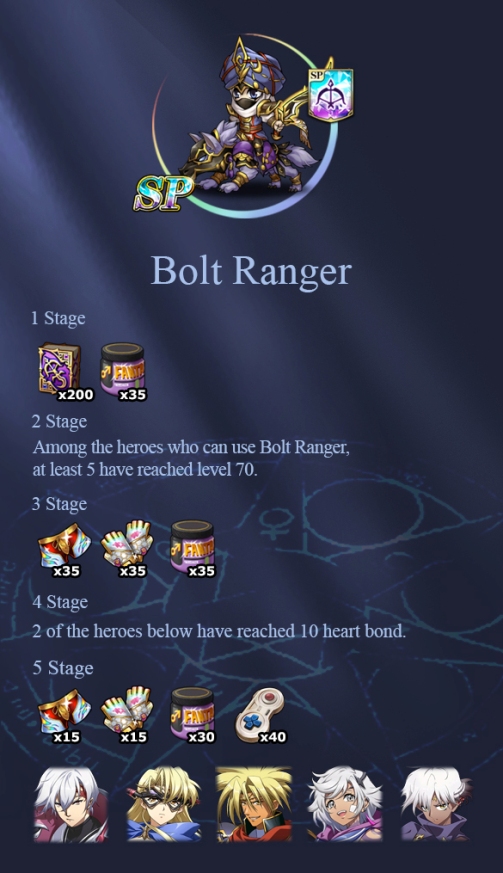 SP
SP
Bolt Ranger
1 Stage
x200 x35
2 Stage
Among the heroes who can use Bolt Ranger,
at least 5 have reached level 70.
3 Stage
x35 x35 x35
4 Stage
2 of the heroes below have reached 10 heart bond.
5 Stage
x15 x15 x30 x40